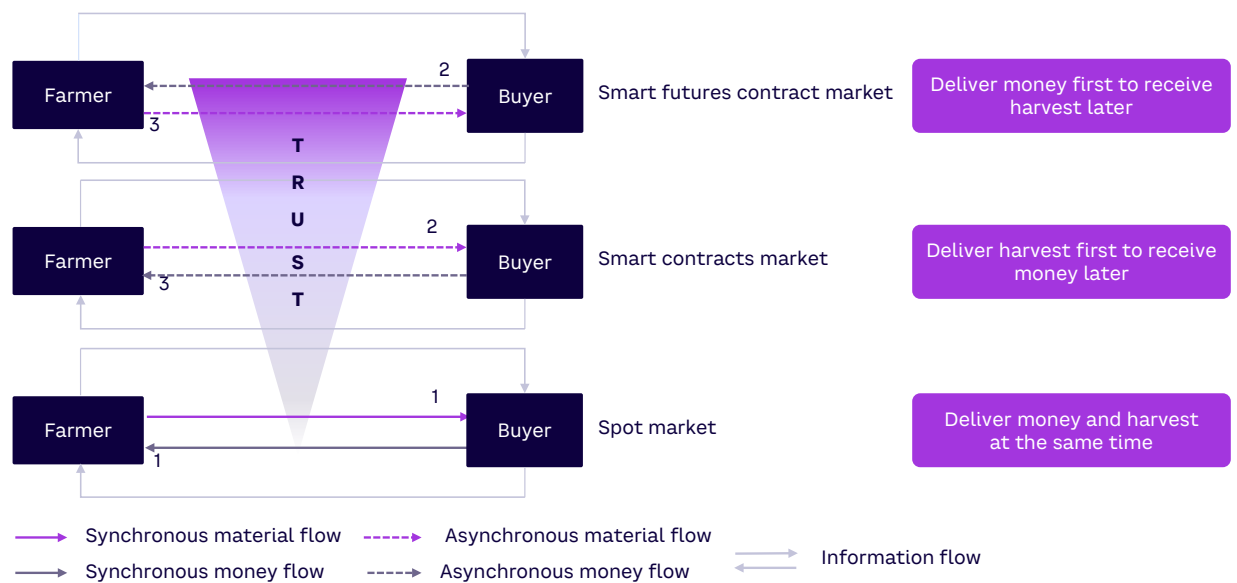 2
Farmer
Buyer
Smart futures contract market
Deliver money first to receive
harvest later
3
T
R
U
S
T
2
Farmer
Buyer
Smart contracts market
Deliver harvest first to receive
money later
3
1
Farmer
Buyer
Spot market
Deliver money and harvest
at the same time
1
Synchronous material flow
Asynchronous material flow
Synchronous money flow
Asynchronous money flow
Information flow